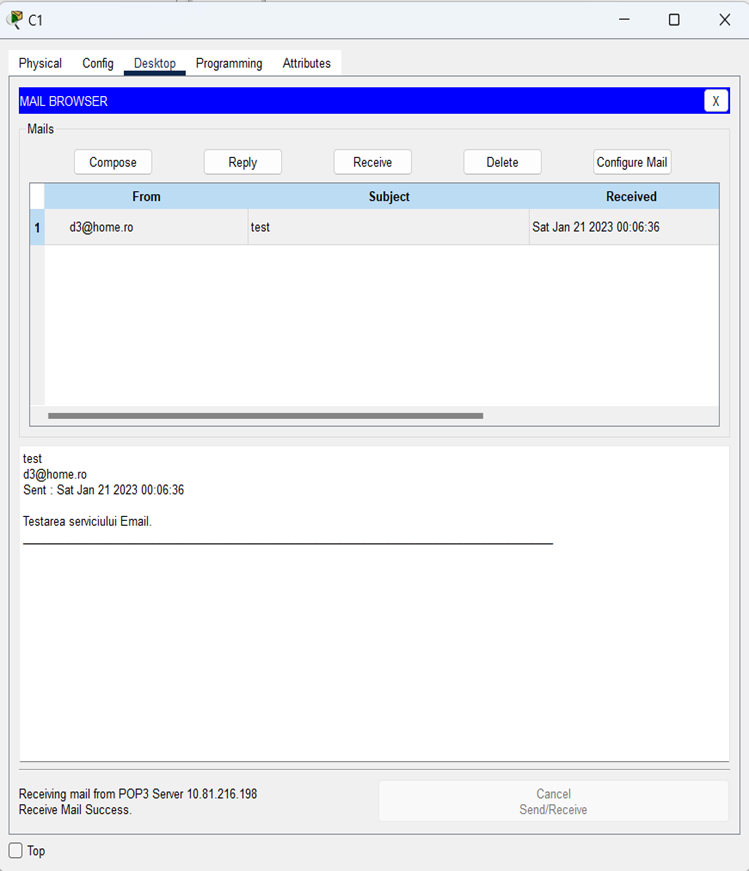 C1
Physical Config Desktop Programming Attributes
MAIL BROWSER X
Mails
Compose Reply Receive Delete Configure Mail
From Subject Received
1 d3@home.ro test Sat Jan 21 2023 00:06:36
test
d3@home.ro
Sent : Sat Jan 21 2023 00:06:36
Testarea serviciului Email.
Receiving mail from POP3 Server 10.81.216.198
Receive Mail Success.
Cancel
Send/Receive
Top